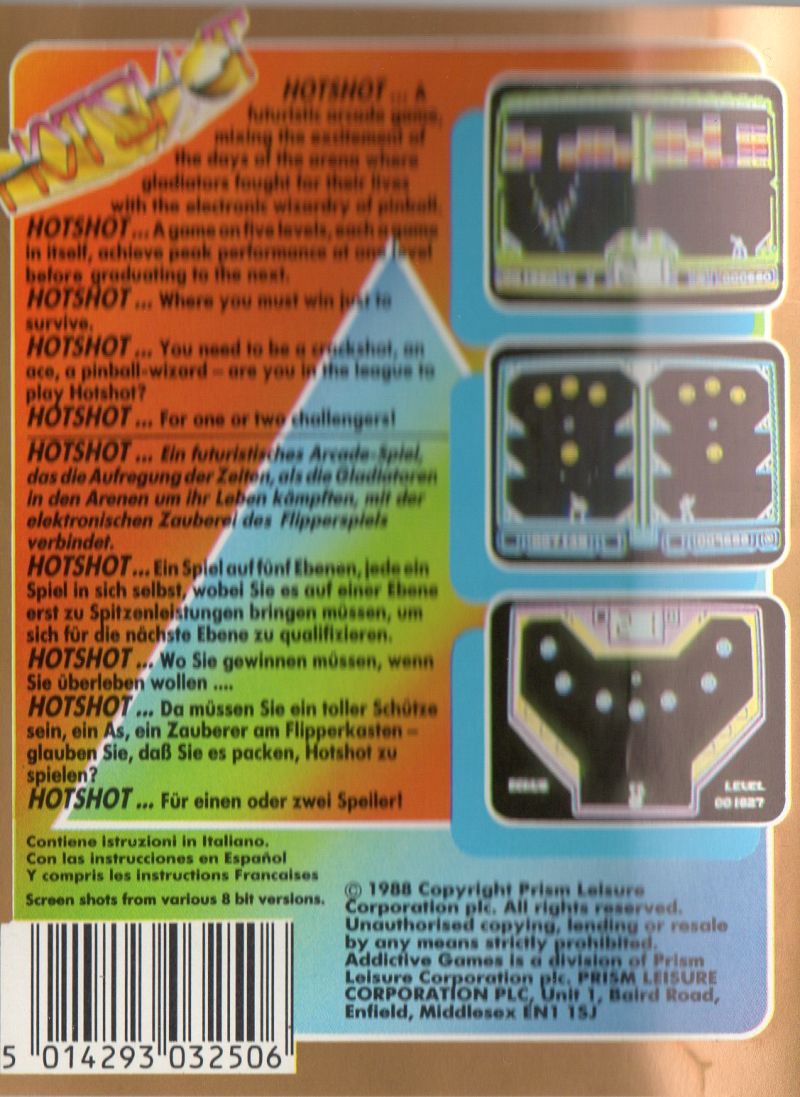 HOTSHOT
HOTSHOT ... A
futuristic arcade game,
mixing the excitement of
the days of the arena where
gladiators fought for their lives
with the electronic wizardry of pinball.
HOTSHOT ... A game on five levels, each a game
in itself, achieve peak performance at one level
before graduating to the next.
HOTSHOT ... Where you must win just to
survive.
HOTSHOT ... You need to be a crackshot, an
ace, a pinball-wizard – are you in the league to
play Hotshot?
HOTSHOT ... For one or two challengers!
HOTSHOT ... Ein futuristisches Arcade-Spiel,
das die Aufregung der Zeiten, als die Gladiatoren
in den Arenen um ihr Leben kämpften, mit der
elektronischen Zauberei des Flipperspiels
verbindet.
HOTSHOT ... Ein Spiel auf fünf Ebenen, jede ein
Spiel in sich selbst, wobei Sie es auf einer Ebene
erst zu Spitzenleistungen bringen müssen, um
sich für die nächste Ebene zu qualifizieren.
HOTSHOT ... Wo Sie gewinnen müssen, wenn
Sie überleben wollen ....
HOTSHOT ... Da müssen Sie ein toller Schütze
sein, ein As, ein Zauberer am Flipperkasten –
glauben Sie, daß Sie es packen, Hotshot zu
spielen?
HOTSHOT ... Für einen oder zwei Speiler!
Contiene istruzioni in Italiano.
Con las instrucciones en Español
Y compris les instructions Francaises
Screen shots from various 8 bit versions.
LEVEL
001827
© 1988 Copyright Prism Leisure
Corporation plc. All rights reserved.
Unauthorised copying, lending or resale
by any means strictly prohibited.
Addictive Games is a division of Prism
Leisure Corporation plc. PRISM LEISURE
CORPORATION PLC, Unit 1, Baird Road,
Enfield, Middlesex EN1 1SJ
5 014293 032506